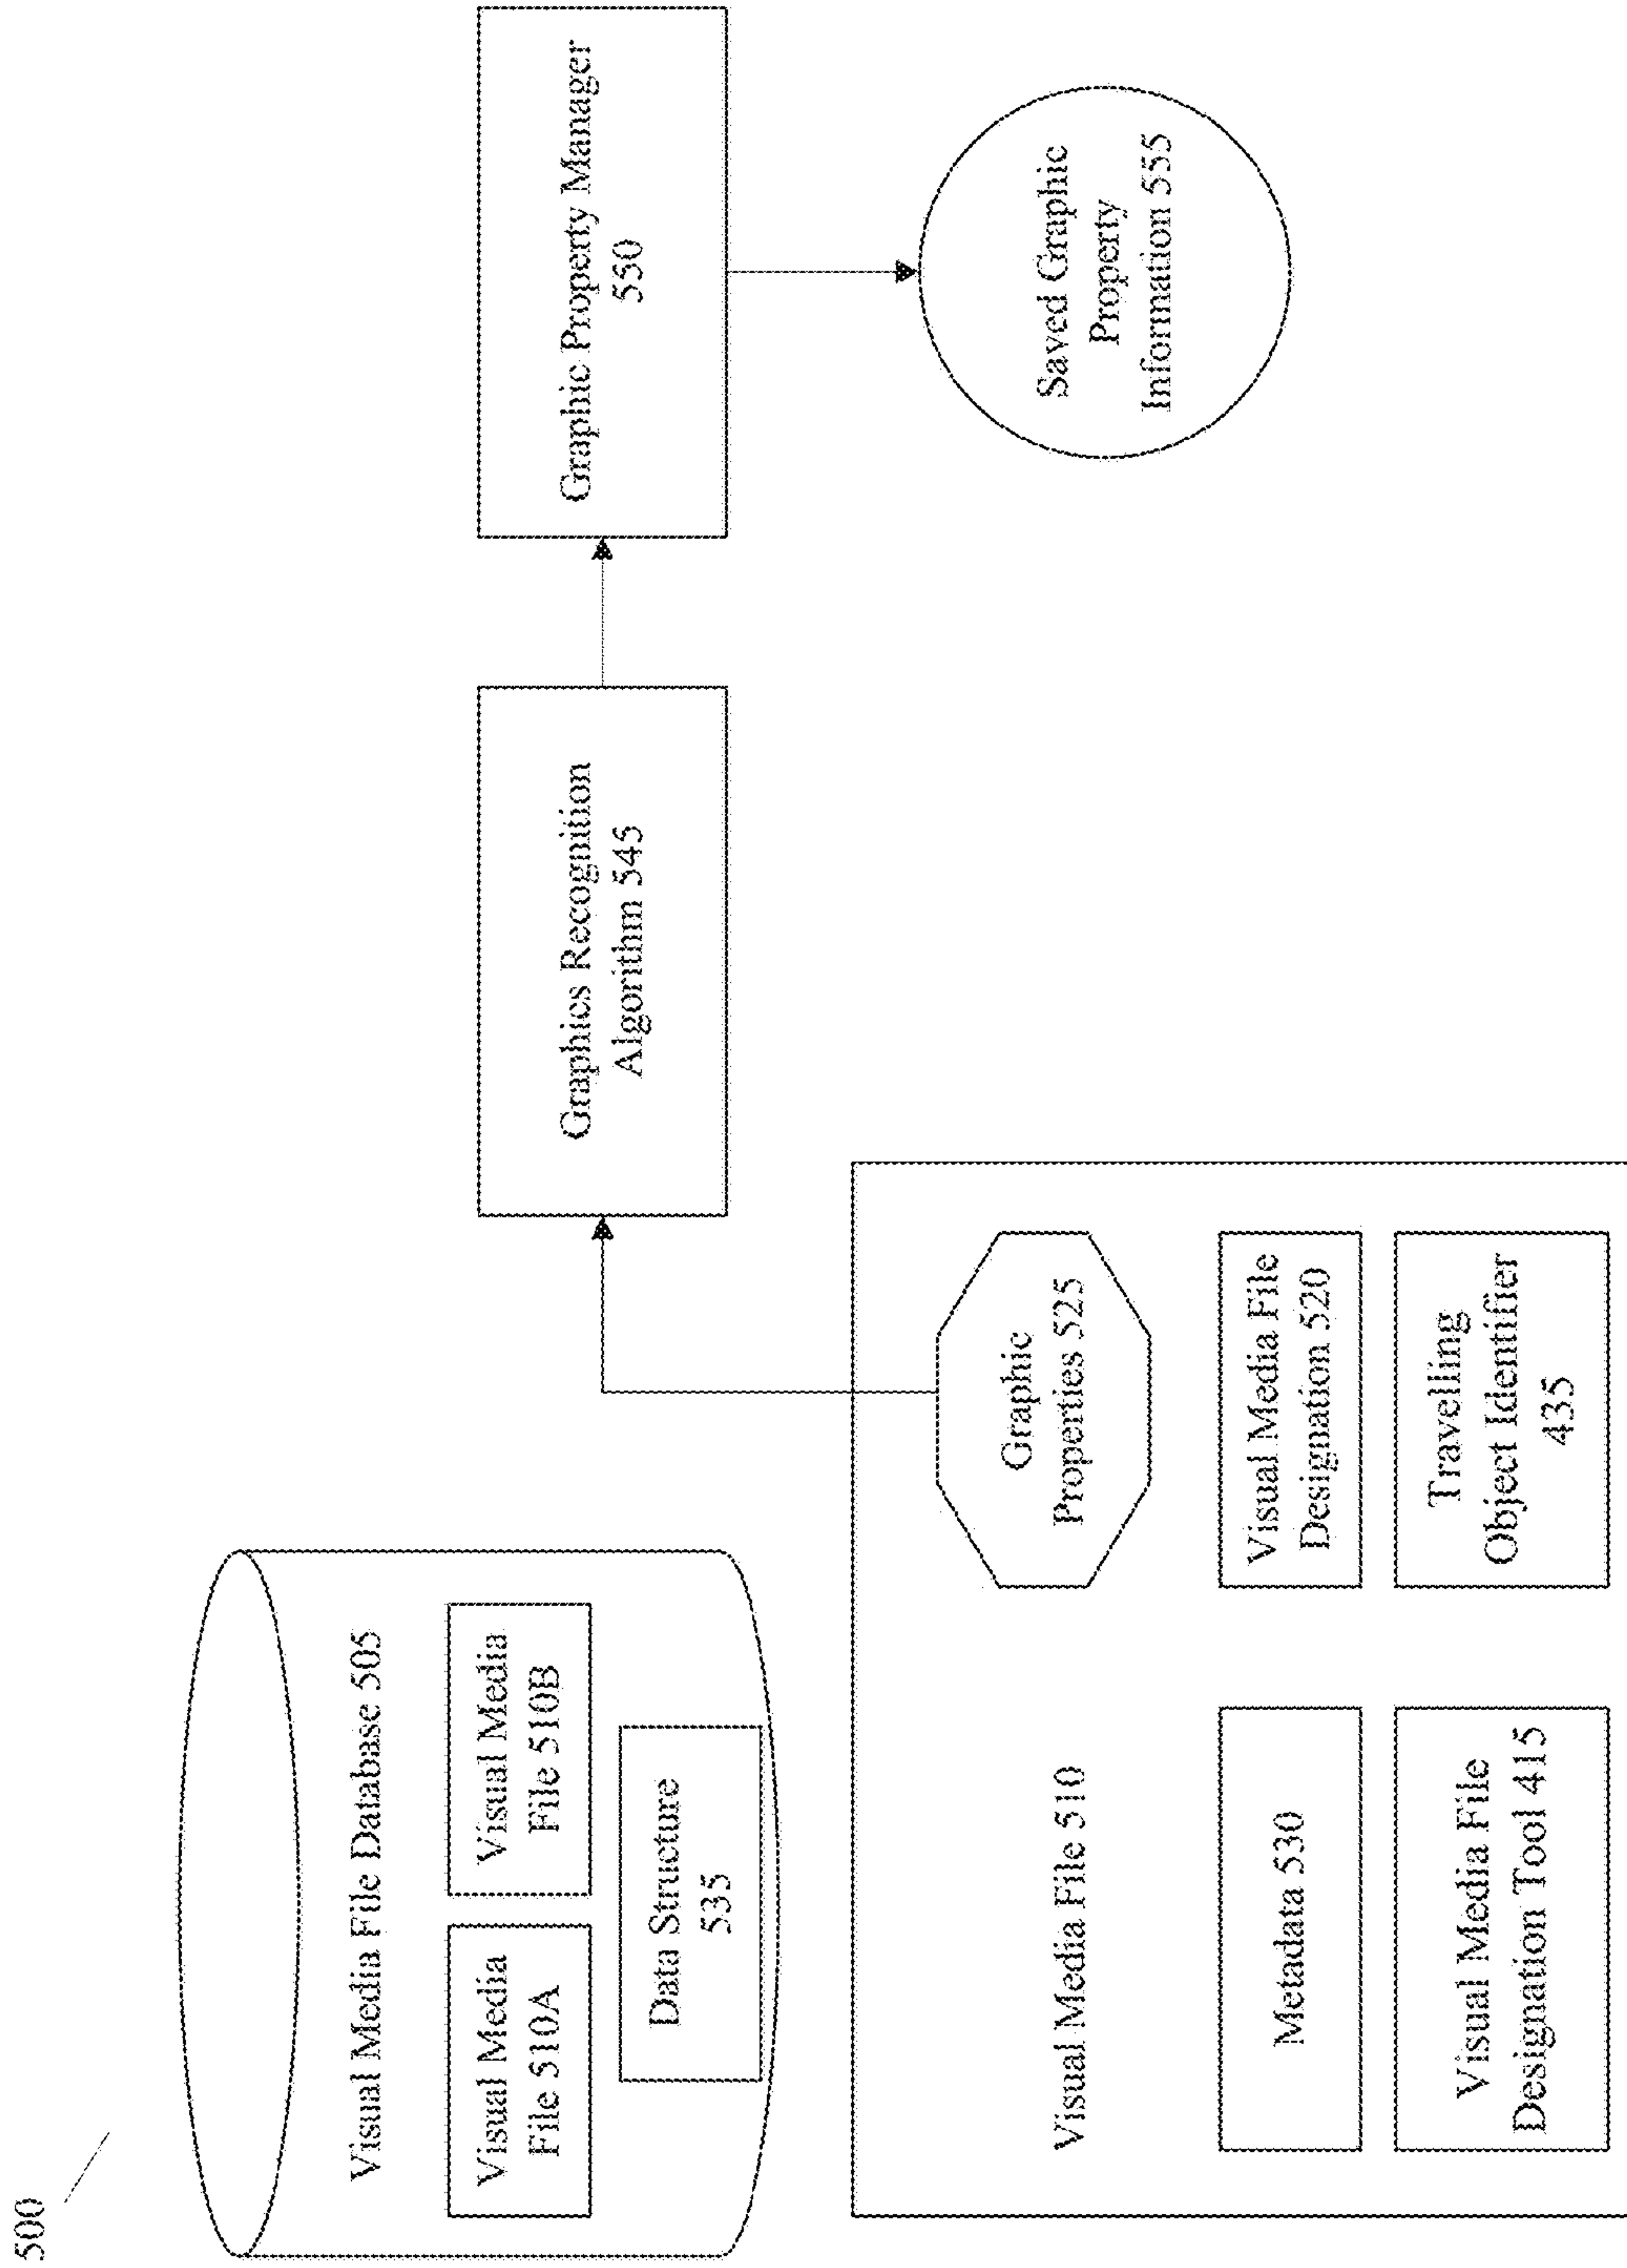 500
Visual Media File Database 505
Visual Media
File 510A
Visual Media
File 510B
Data Structure
535
Graphics Recognition
Algorithm 545
Graphic Property Manager
550
Saved Graphic
Property
Information 555
Visual Media File 510
Graphic
Properties 525
Metadata 530
Visual Media File
Designation 520
Visual Media File
Designation Tool 415
Travelling
Object Identifier
435